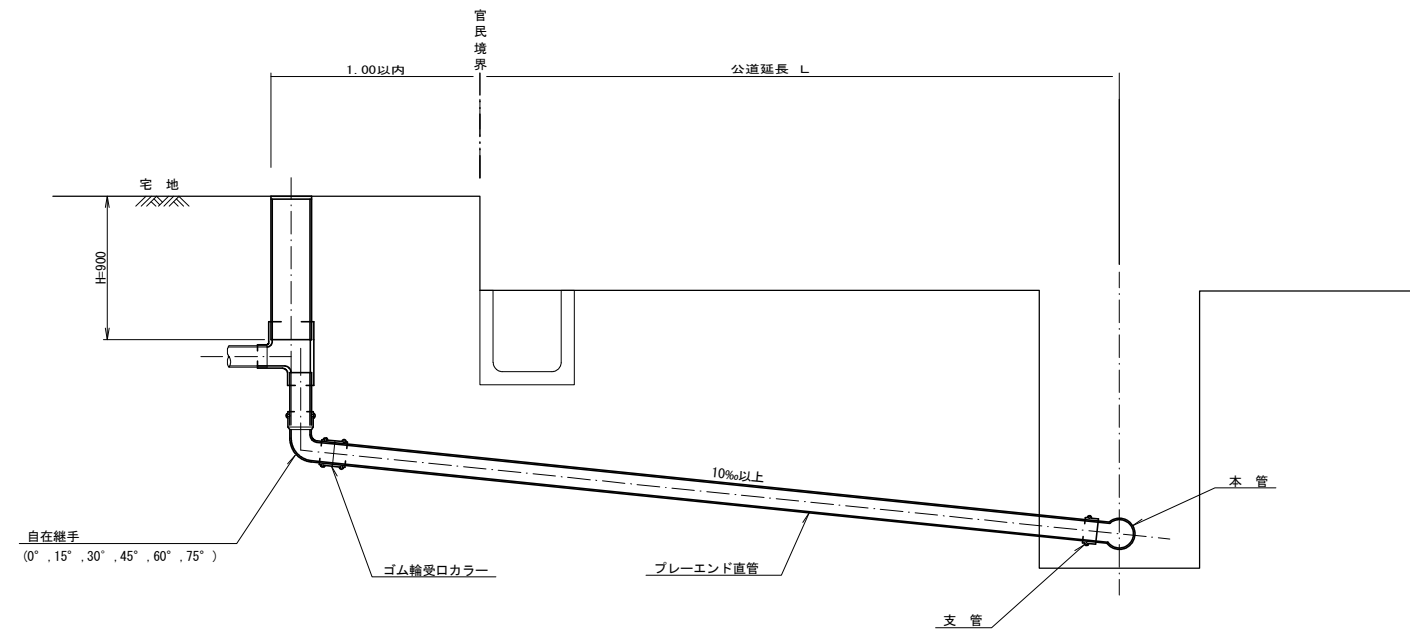 官民境界
1.00以内
公道延長 L
宅 地
H=900
10‰以上
本 管
自在継手
(0°,15°,30°,45°,60°,75°)
ゴム輪受口カラー
プレーエンド直管
支 管